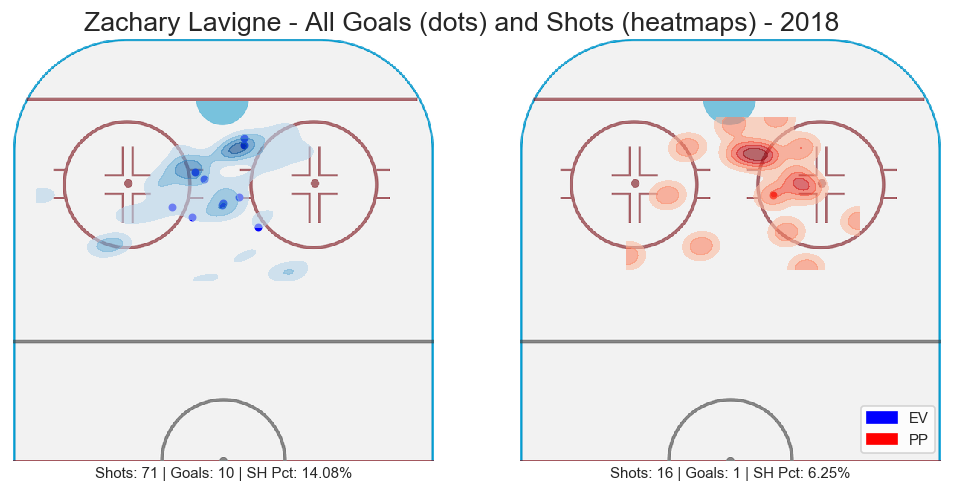 Zachary Lavigne - All Goals (dots) and Shots (heatmaps) - 2018
EV
PP
Shots: 71 | Goals: 10 | SH Pct: 14.08%
Shots: 16 | Goals: 1 | SH Pct: 6.25%